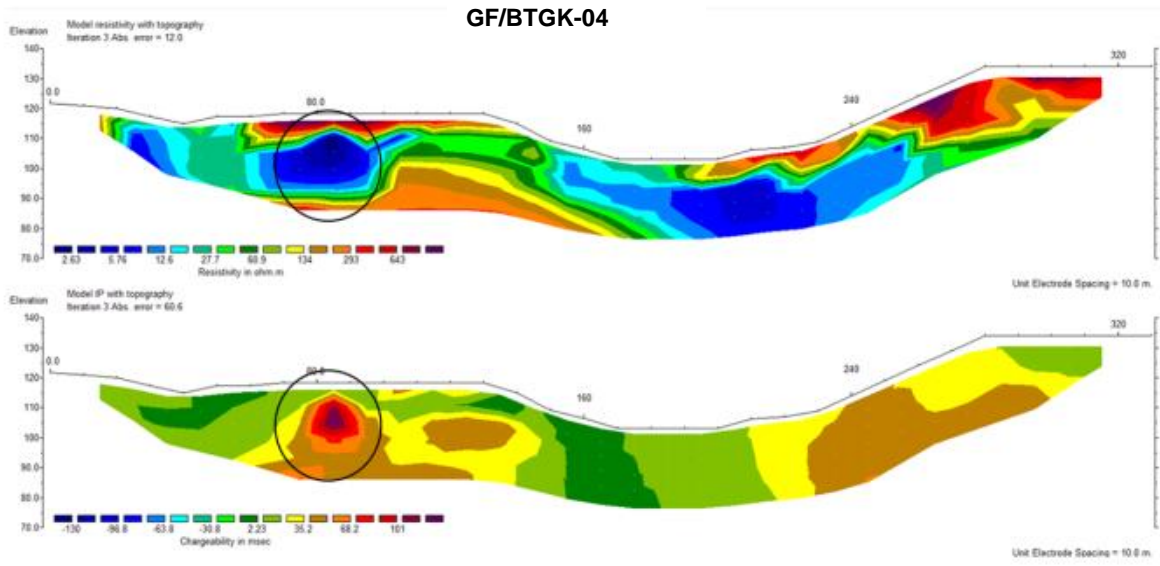 GF/BTGK-04
Model resistivity with topography
Elevation
Iteration 3 Abs. error = 12.0
140
130
120
110
100
90.0
80.0
70.0
0.0
80.0
160
240
320
2.63 5.76 12.6 27.7 60.9 134 293 643
Resistivity in ohm.m
Unit Electrode Spacing = 10.0 m.
Model IP with topography
Elevation
Iteration 3 Abs. error = 60.6
140
130
120
110
100
90.0
80.0
70.0
0.0
80.0
160
240
320
-130 -96.8 -63.8 -30.8 2.23 35.2 68.2 101
Chargeability in msec
Unit Electrode Spacing = 10.0 m.